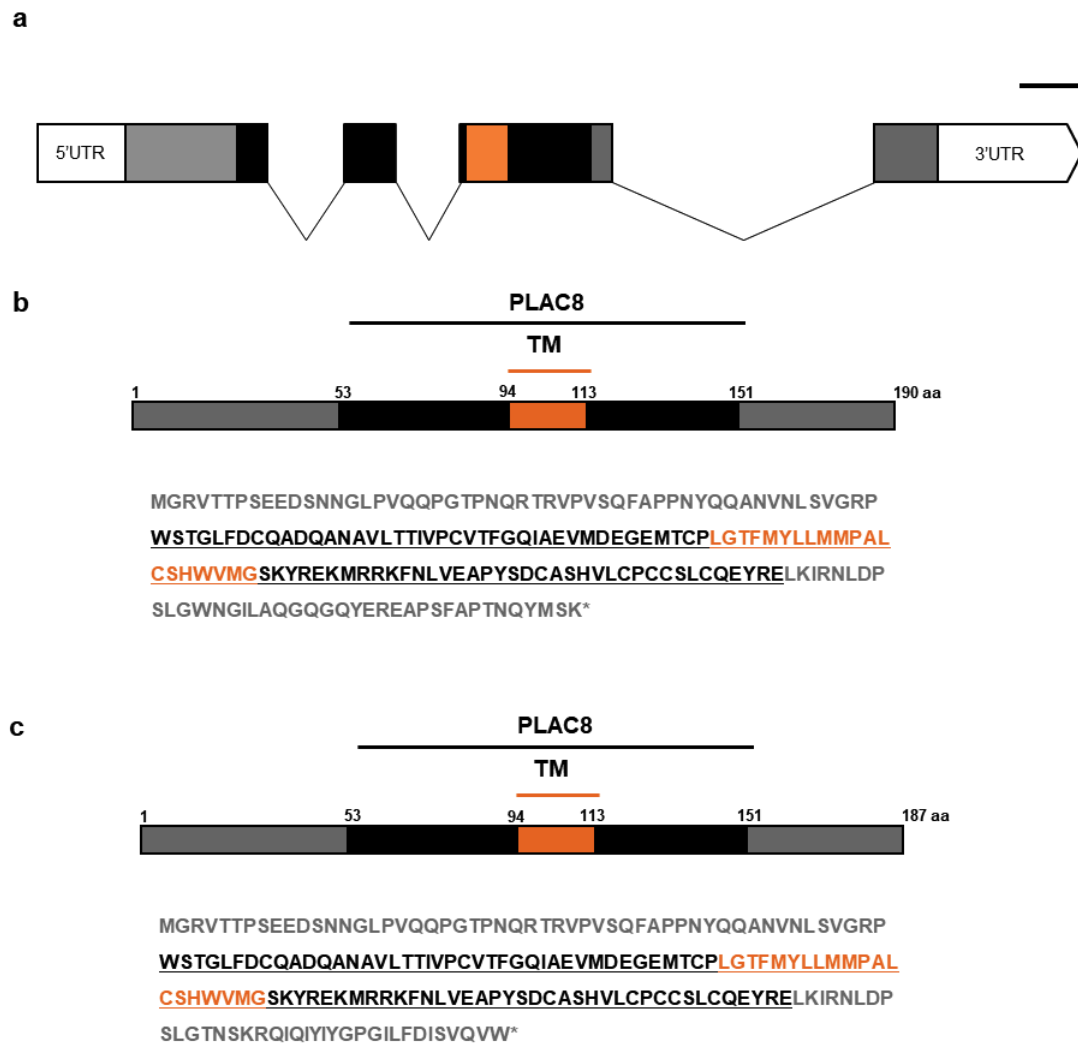 a
5'UTR 3'UTR
b
PLAC8
TM
1 53 94 113 151 190 aa
MGRVTTPSEEDSNNGLPVQQPGTPNQRTRVPVSQFAPPNYQQANVNLSVGRP
WSTGLFDCQADQANAVLTTIVPCVTFGQIAEVMDEGEMTCPLGTFMYLLMMPAL
CSHWVMGSKYREKMRRKFNLVEAPYSDCASHVLCPCCSLCQEYRELKIRNLDP
SLGWNGILAQGQGQYEREAPSFAPTNQYMSK*
c
PLAC8
TM
1 53 94 113 151 187 aa
MGRVTTPSEEDSNNGLPVQQPGTPNQRTRVPVSQFAPPNYQQANVNLSVGRP
WSTGLFDCQADQANAVLTTIVPCVTFGQIAEVMDEGEMTCPLGTFMYLLMMPAL
CSHWVMGSKYREKMRRKFNLVEAPYSDCASHVLCPCCSLCQEYRELKIRNLDP
SLGTNSKRQIQIYIYGPGILFDISVQVW*